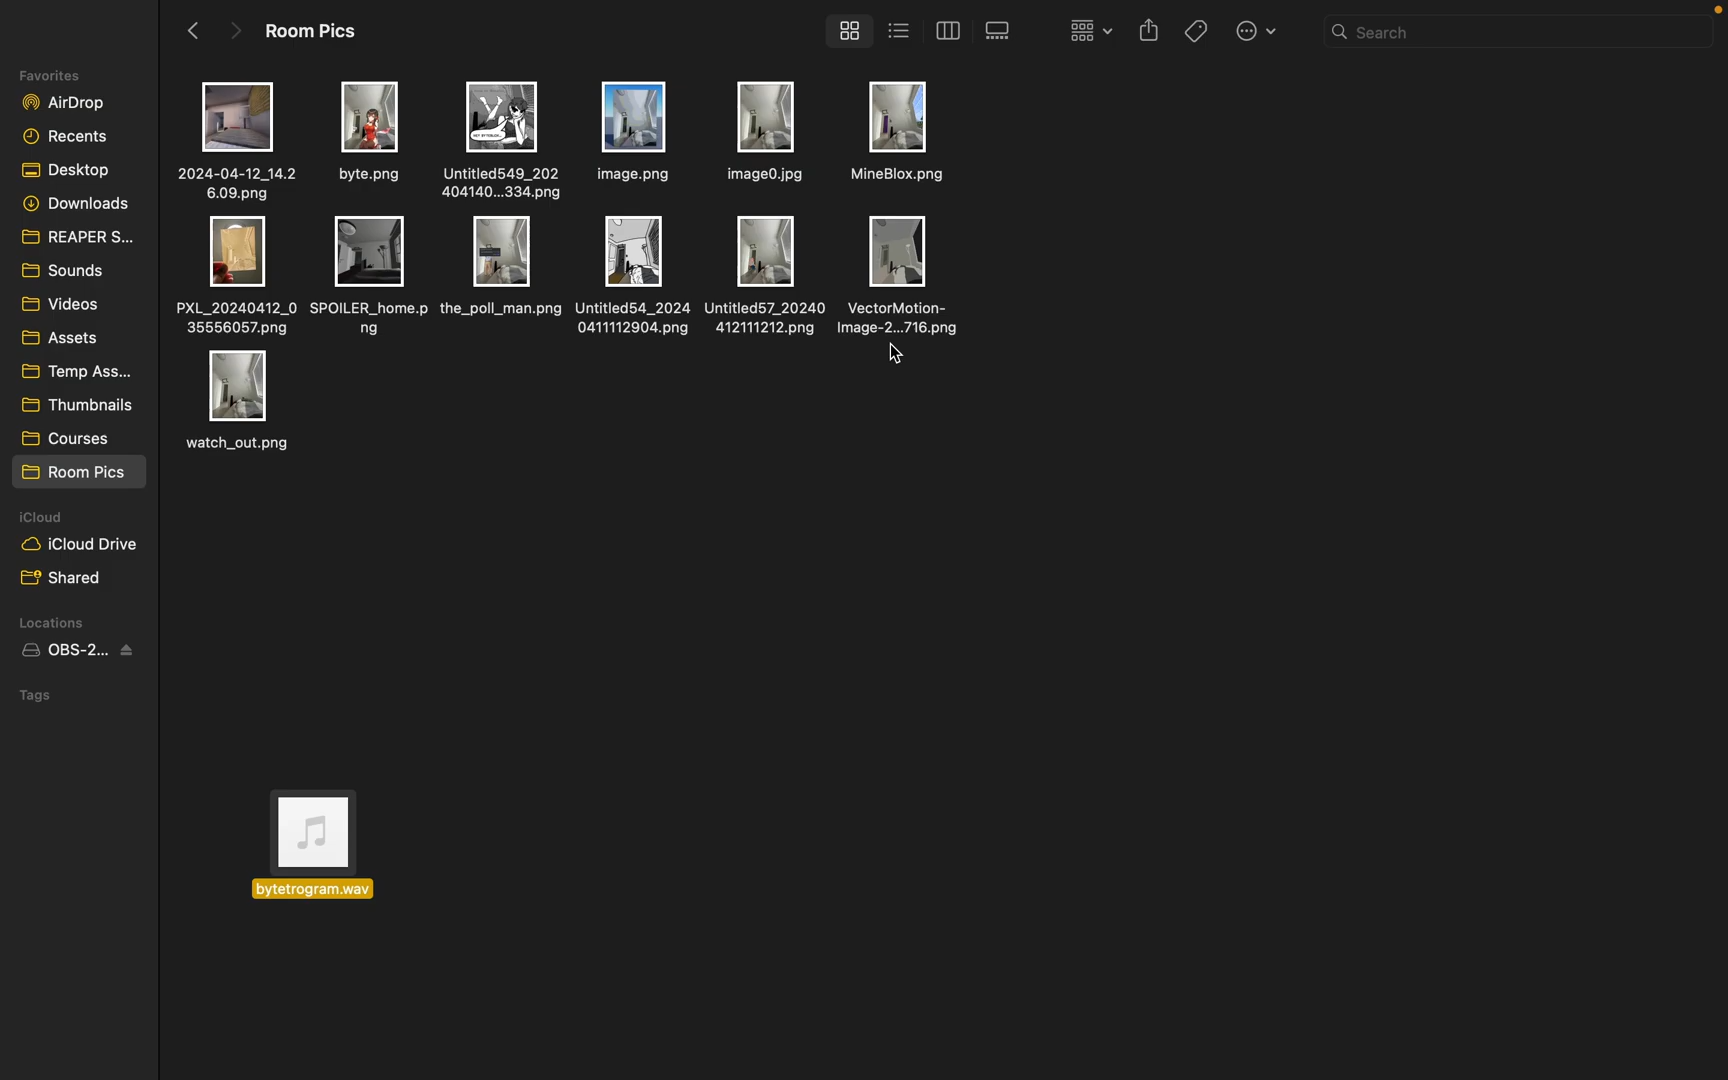 Room Pics
Search
Favorites
AirDrop
Recents
Desktop
Downloads
REAPER S...
Sounds
Videos
Assets
Temp Ass...
Thumbnails
Courses
Room Pics
iCloud
iCloud Drive
Shared
Locations
OBS-2...
Tags
2024-04-12_14.2
6.09.png
byte.png
Untitled549_202
404140...334.png
image.png
image0.jpg
MineBlox.png
PXL_20240412_0
35556057.png
SPOILER_home.p
ng
the_poll_man.png
Untitled54_2024
0411112904.png
Untitled57_20240
412111212.png
VectorMotion-
Image-2...716.png
watch_out.png
bytetrogram.wav